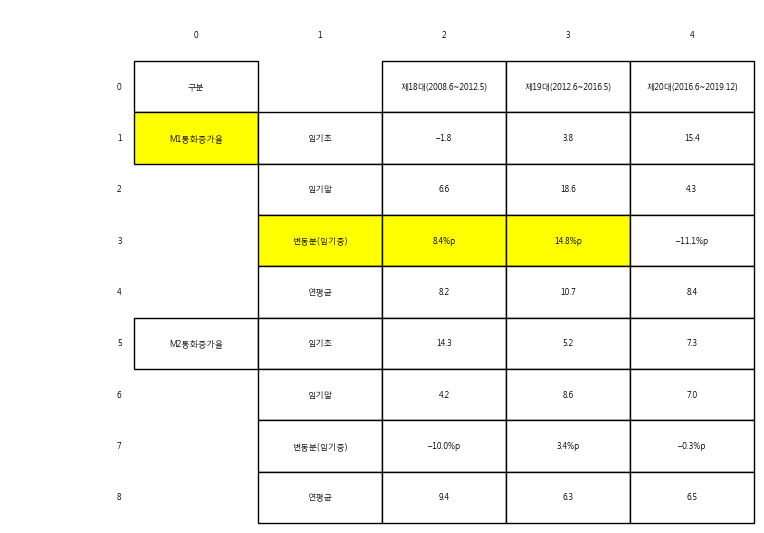 0 1 2 3 4
0 구분 제18대(2008.6~2012.5) 제19대(2012.6~2016.5) 제20대(2016.6~2019.12)
1 M1통화증가율 임기초 −1.8 3.8 15.4
2 임기말 6.6 18.6 4.3
3 변동분(임기중) 8.4%p 14.8%p −11.1%p
4 연평균 8.2 10.7 8.4
5 M2통화증가율 임기초 14.3 5.2 7.3
6 임기말 4.2 8.6 7.0
7 변동분(임기중) −10.0%p 3.4%p −0.3%p
8 연평균 9.4 6.3 6.5